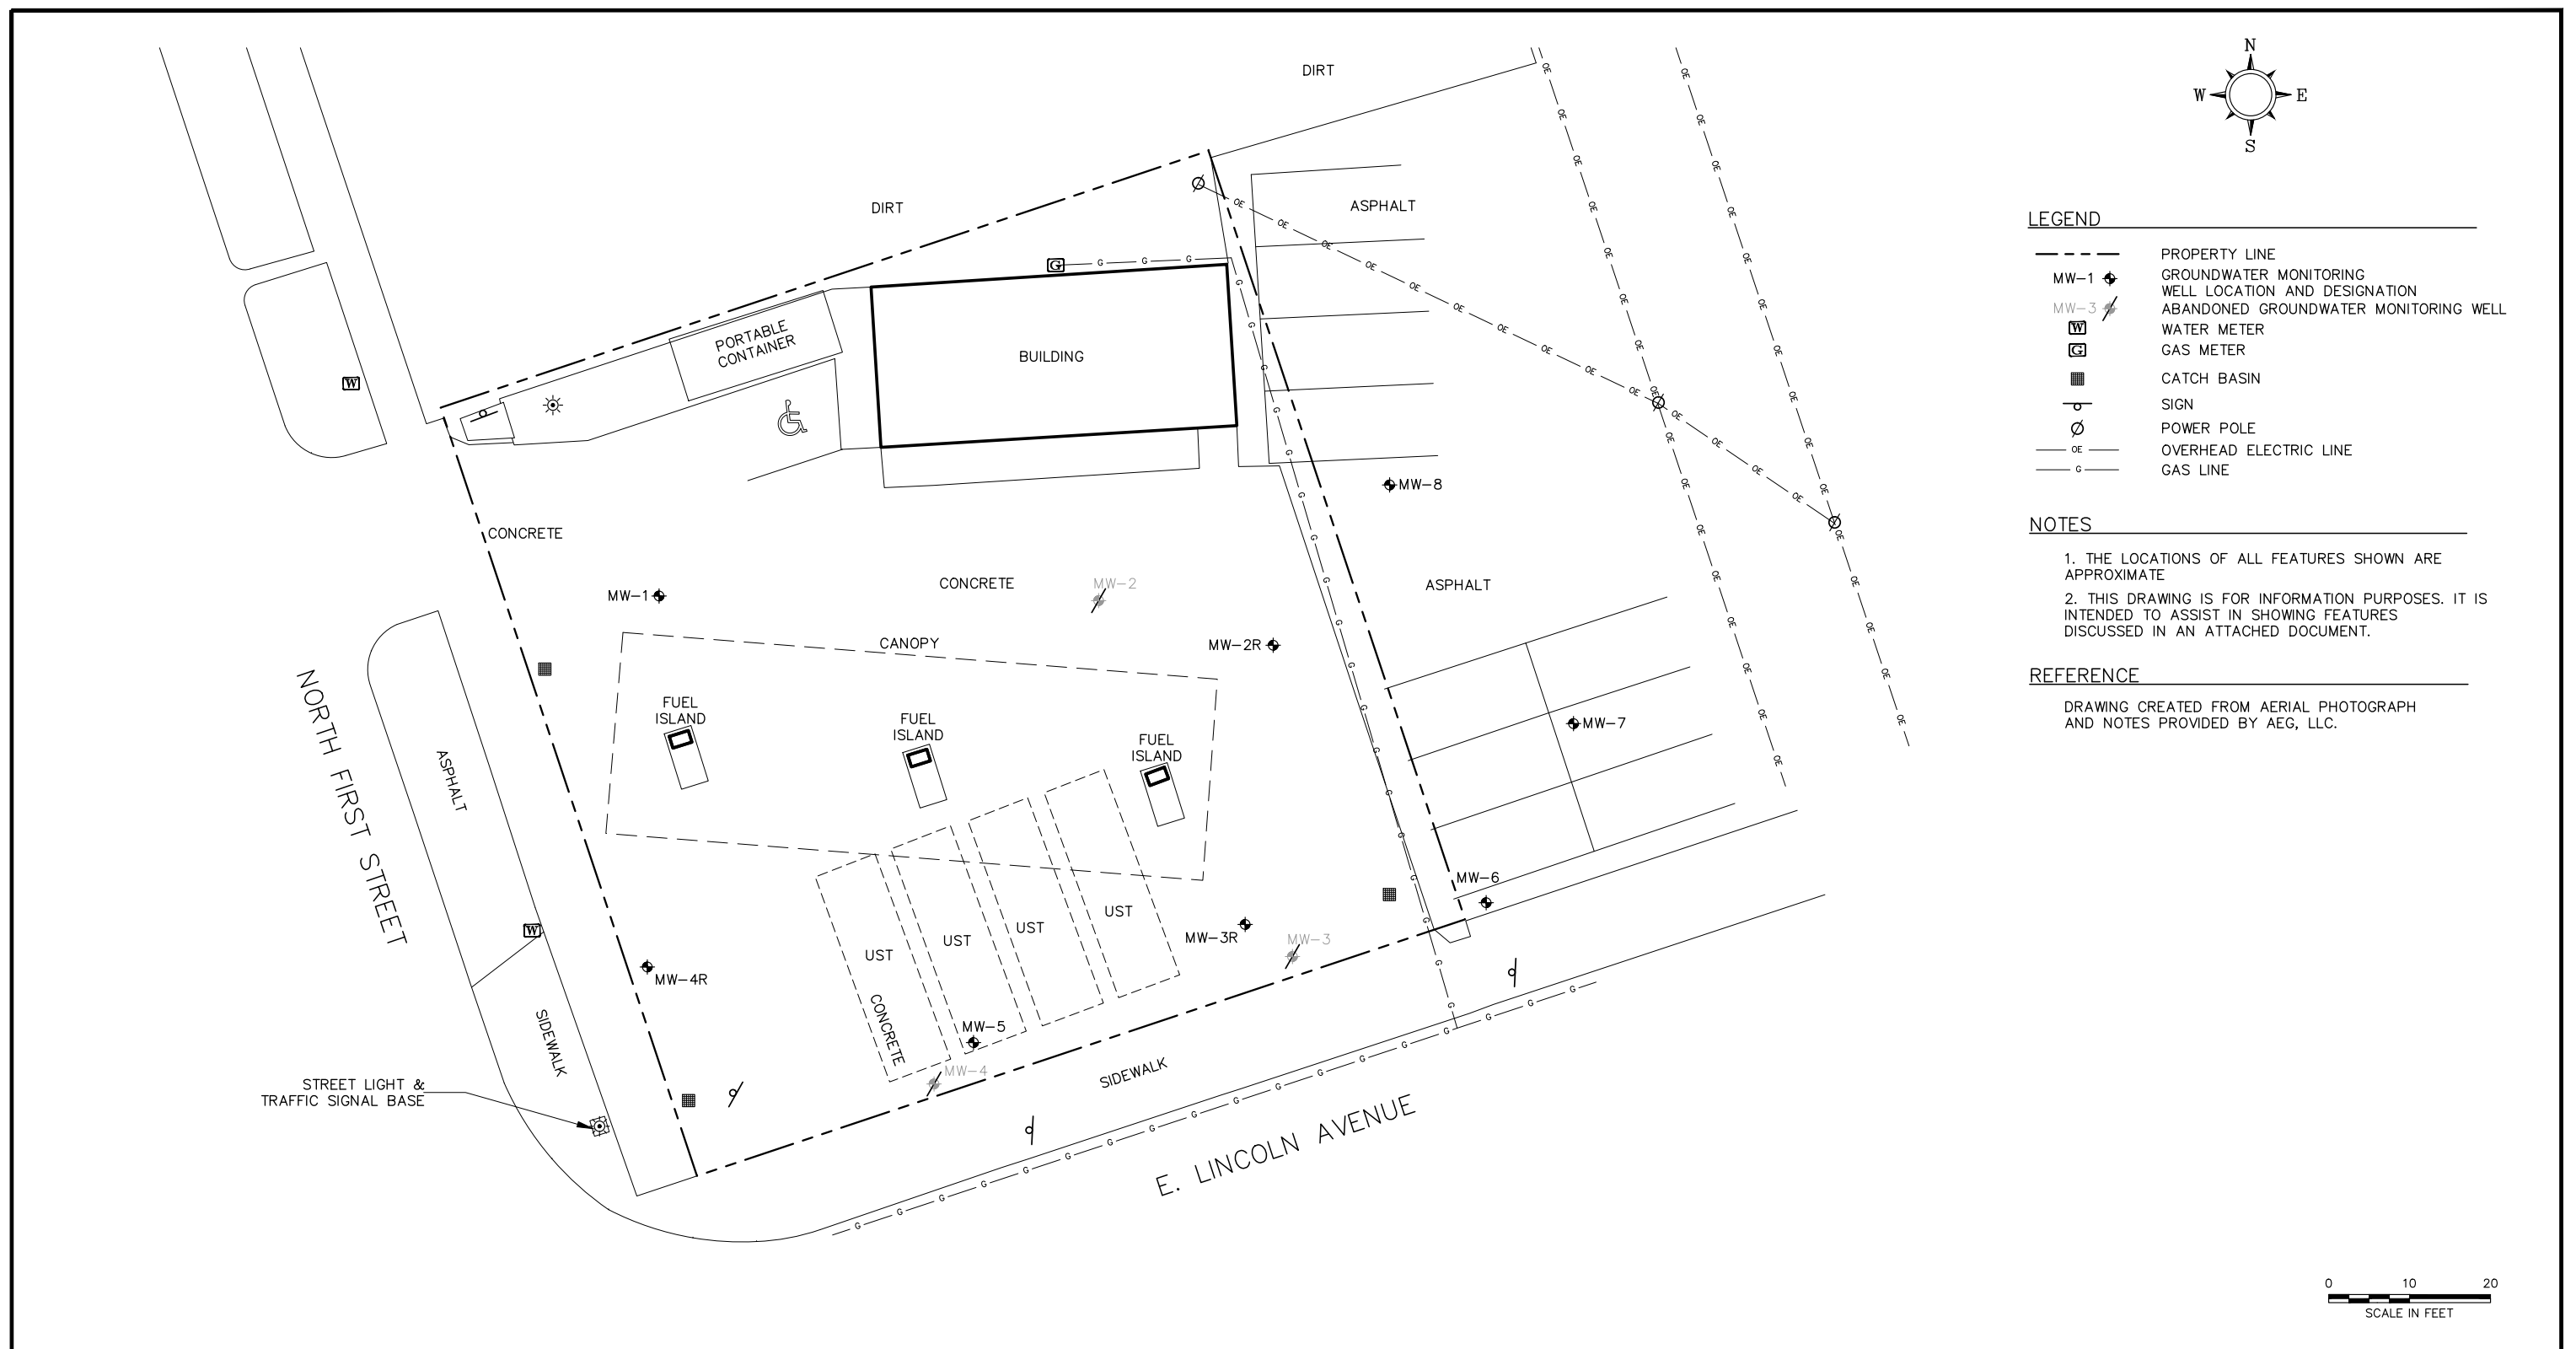 DIRT
N
W E
S
DIRT
ASPHALT
PORTABLE
CONTAINER
BUILDING
G
W
OE
G
MW-8
CONCRETE
CONCRETE
MW-2
ASPHALT
MW-1
CANOPY
MW-2R
FUEL
ISLAND
FUEL
ISLAND
FUEL
ISLAND
MW-7
NORTH FIRST STREET
ASPHALT
MW-6
UST
UST
UST
UST
MW-3R
MW-3
W
MW-4R
CONCRETE
MW-5
MW-4
SIDEWALK
SIDEWALK
STREET LIGHT &
TRAFFIC SIGNAL BASE
E. LINCOLN AVENUE
LEGEND
PROPERTY LINE
MW-1 GROUNDWATER MONITORING
WELL LOCATION AND DESIGNATION
MW-3 ABANDONED GROUNDWATER MONITORING WELL
W WATER METER
G GAS METER
CATCH BASIN
SIGN
POWER POLE
OE OVERHEAD ELECTRIC LINE
G GAS LINE
NOTES
1. THE LOCATIONS OF ALL FEATURES SHOWN ARE
APPROXIMATE
2. THIS DRAWING IS FOR INFORMATION PURPOSES. IT IS
INTENDED TO ASSIST IN SHOWING FEATURES
DISCUSSED IN AN ATTACHED DOCUMENT.
REFERENCE
DRAWING CREATED FROM AERIAL PHOTOGRAPH
AND NOTES PROVIDED BY AEG, LLC.
0 10 20
SCALE IN FEET